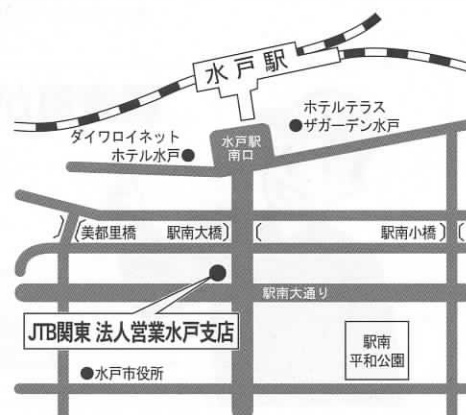 水戸駅
ホテルテラス
ザガーデン水戸
ダイワロイネット
ホテル水戸
水戸駅
南口
美都里橋
駅南大橋
駅南小橋
駅南大通り
JTB関東 法人営業水戸支店
駅南
平和公園
水戸市役所